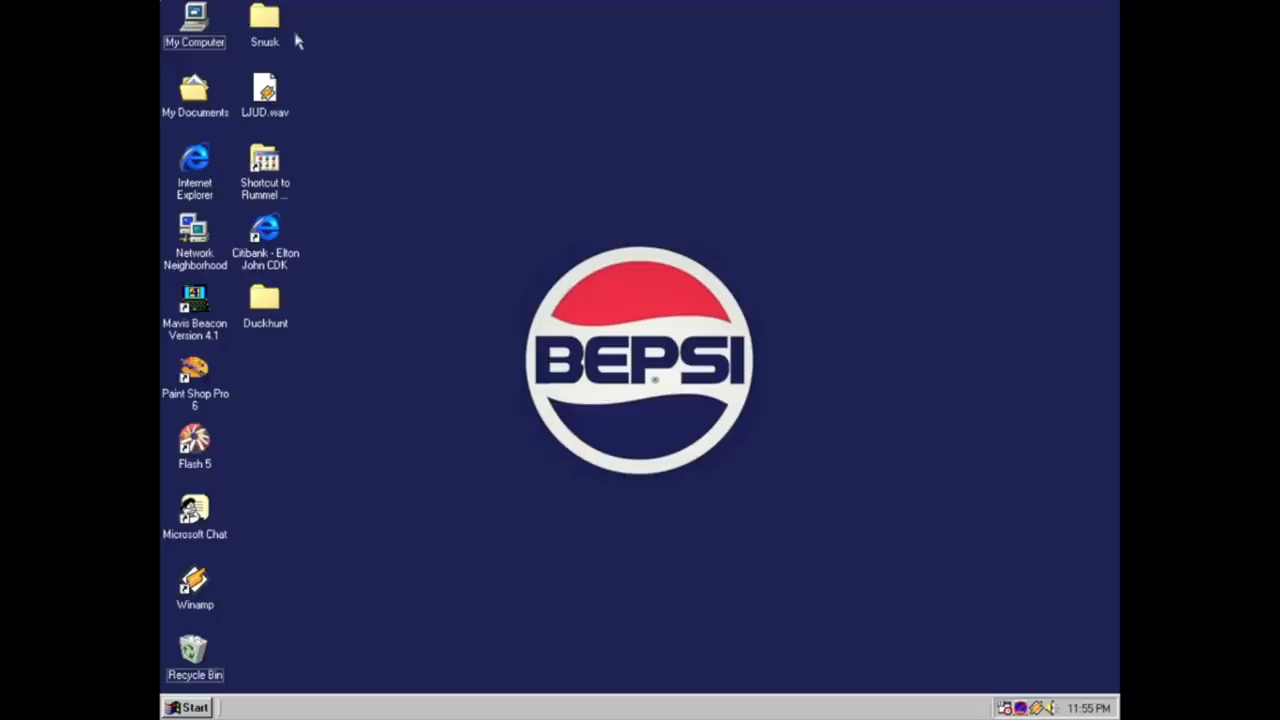 My Computer
Snusk
My Documents
LJUD.wav
Internet
Explorer
Shortcut to
Rummel ...
Network
Neighborhood
Citibank - Elton
John CDK
Mavis Beacon
Version 4.1
Duckhunt
BEPSI
®
Paint Shop Pro
6
Flash 5
Microsoft Chat
Winamp
Recycle Bin
Start
11:55 PM